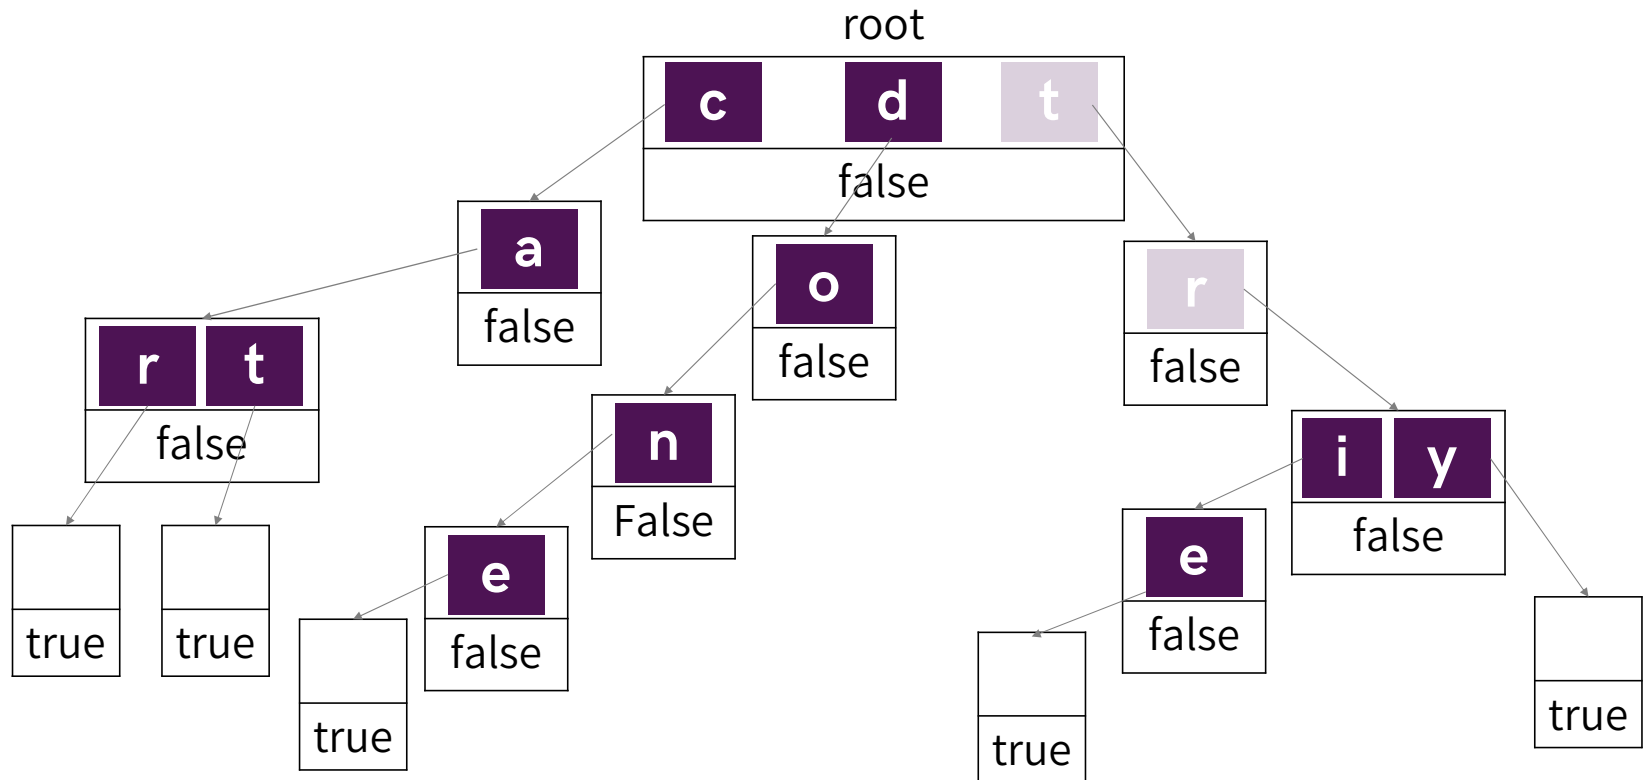 root
c d t
false
a
false
o
false
r
false
r t
false
n
False
i y
false
e
false
e
false
true
true
true
true
true